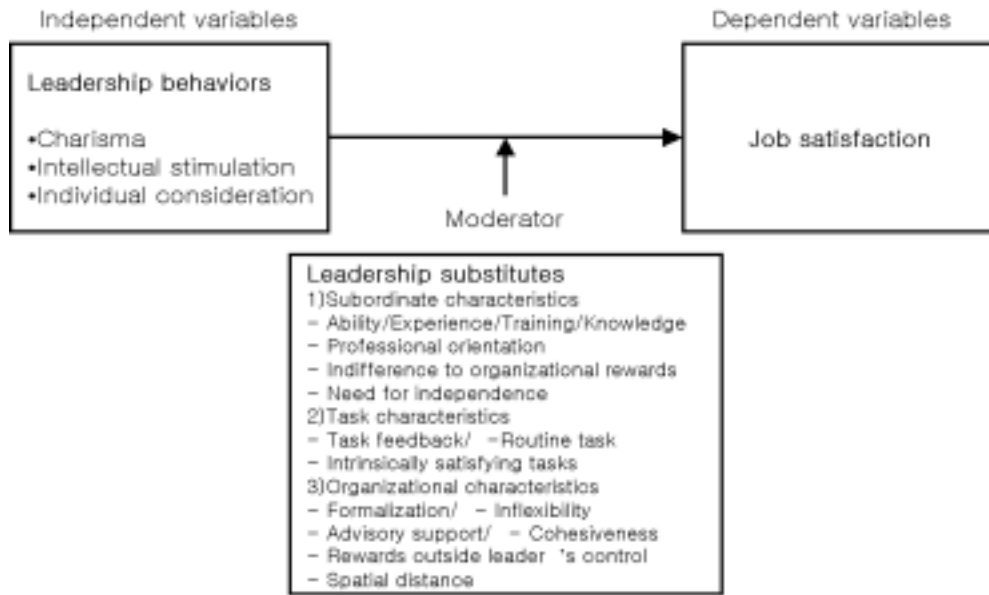 Independent variables
Dependent variables
Leadership behaviors
•Charisma
•Intellectual stimulation
•Individual consideration
Job satisfaction
Moderator
Leadership substitutes
1)Subordinate characteristics
- Ability/Experience/Training/Knowledge
- Professional orientation
- Indifference to organizational rewards
- Need for independence
2)Task characteristics
- Task feedback/ -Routine task
- Intrinsically satisfying tasks
3)Organizational characteristics
- Formalization/ - Inflexibility
- Advisory support/ - Cohesiveness
- Rewards outside leader 's control
- Spatial distance